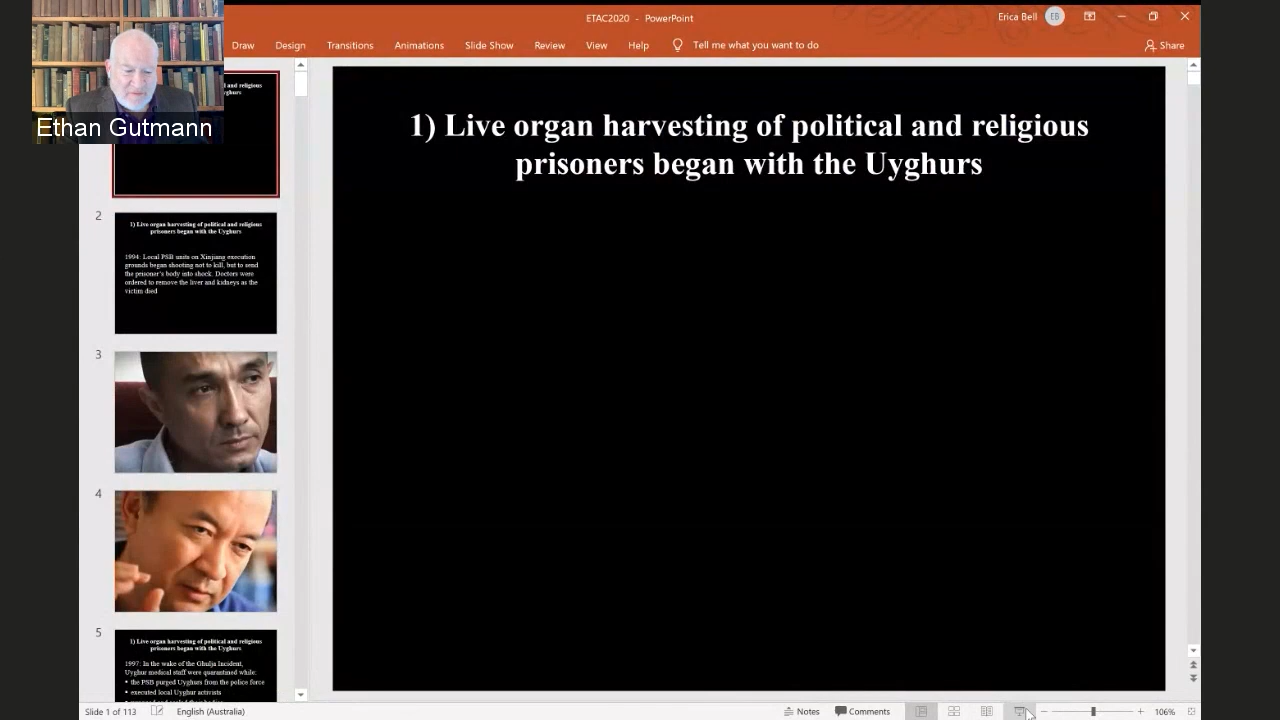 ETAC2020 - PowerPoint
Erica Bell
EB
Draw
Design
Transitions
Animations
Slide Show
Review
View
Help
Tell me what you want to do
Share
Ethan Gutmann
l and religious
ghurs
2
1) Live organ harvesting of political and religious
prisoners began with the Uyghurs
1994: Local PSB units on Xinjiang execution
grounds began shooting not to kill, but to send
the prisoner's body into shock. Doctors were
ordered to remove the liver and kidneys as the
victim died
3
4
5
1) Live organ harvesting of political and religious
prisoners began with the Uyghurs
1997: In the wake of the Ghulja Incident,
Uyghur medical staff were quarantined while:
• the PSB purged Uyghurs from the police force
• executed local Uyghur activists
1) Live organ harvesting of political and religious
prisoners began with the Uyghurs
Slide 1 of 113
English (Australia)
Notes
Comments
106%